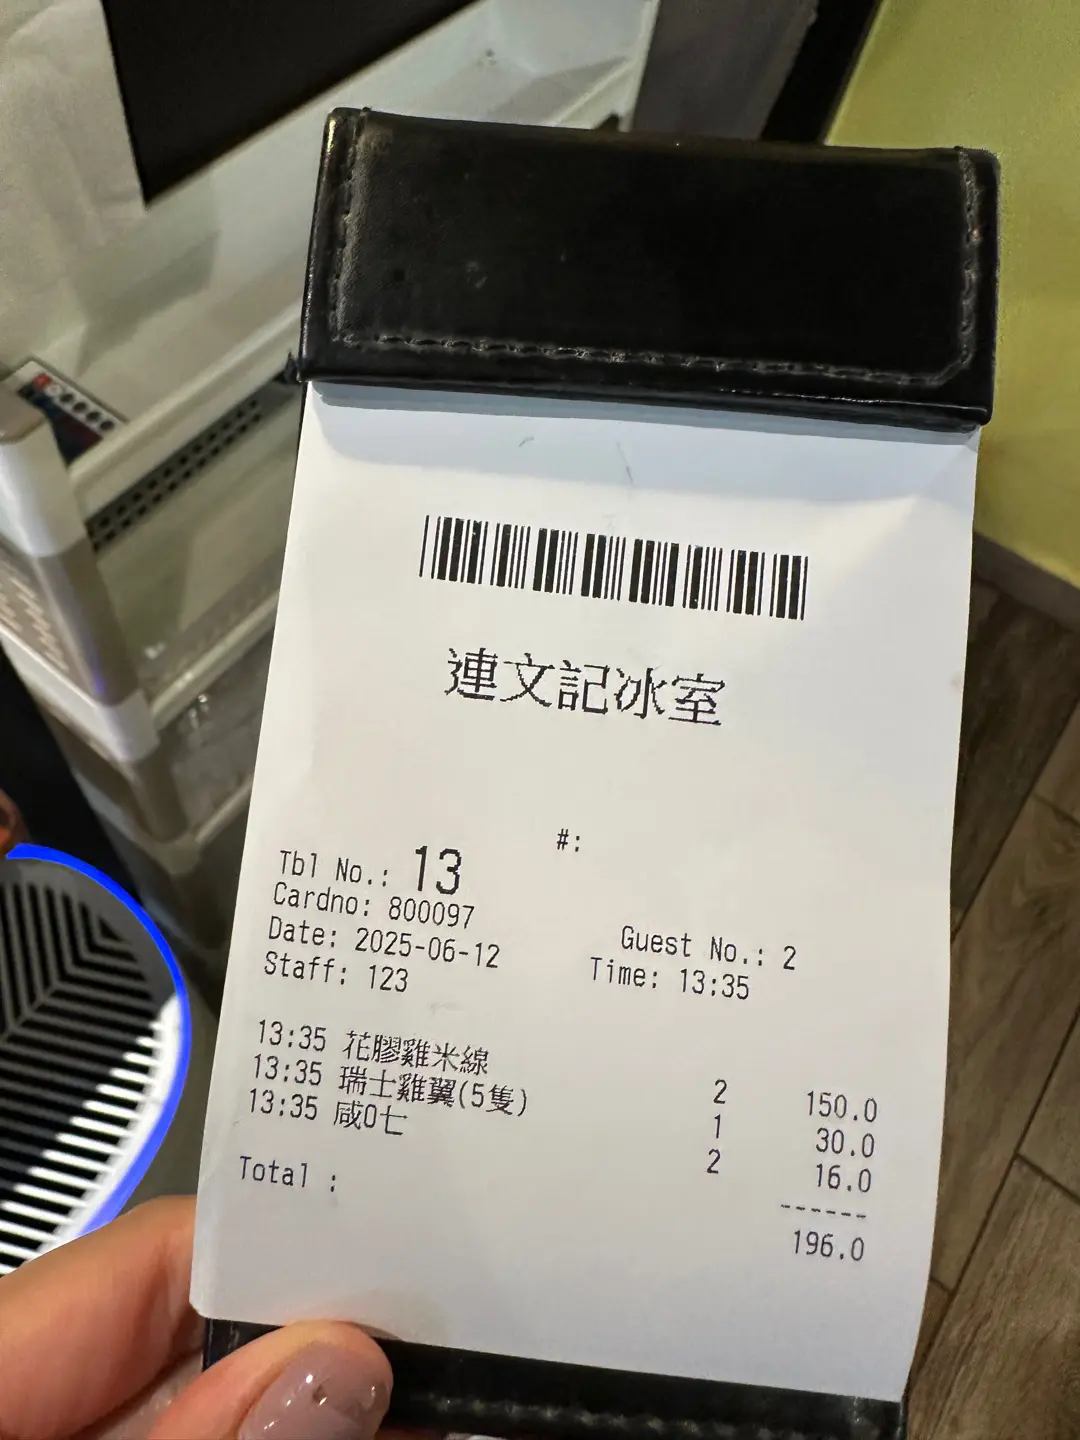 連文記冰室
#:
Tbl No.: 13
Cardno: 800097
Guest No.: 2
Date: 2025-06-12
Time: 13:35
Staff: 123
13:35 花膠雞米線 2 150.0
13:35 瑞士雞翼(5隻) 1 30.0
13:35 咸0七 2 16.0
------
Total : 196.0